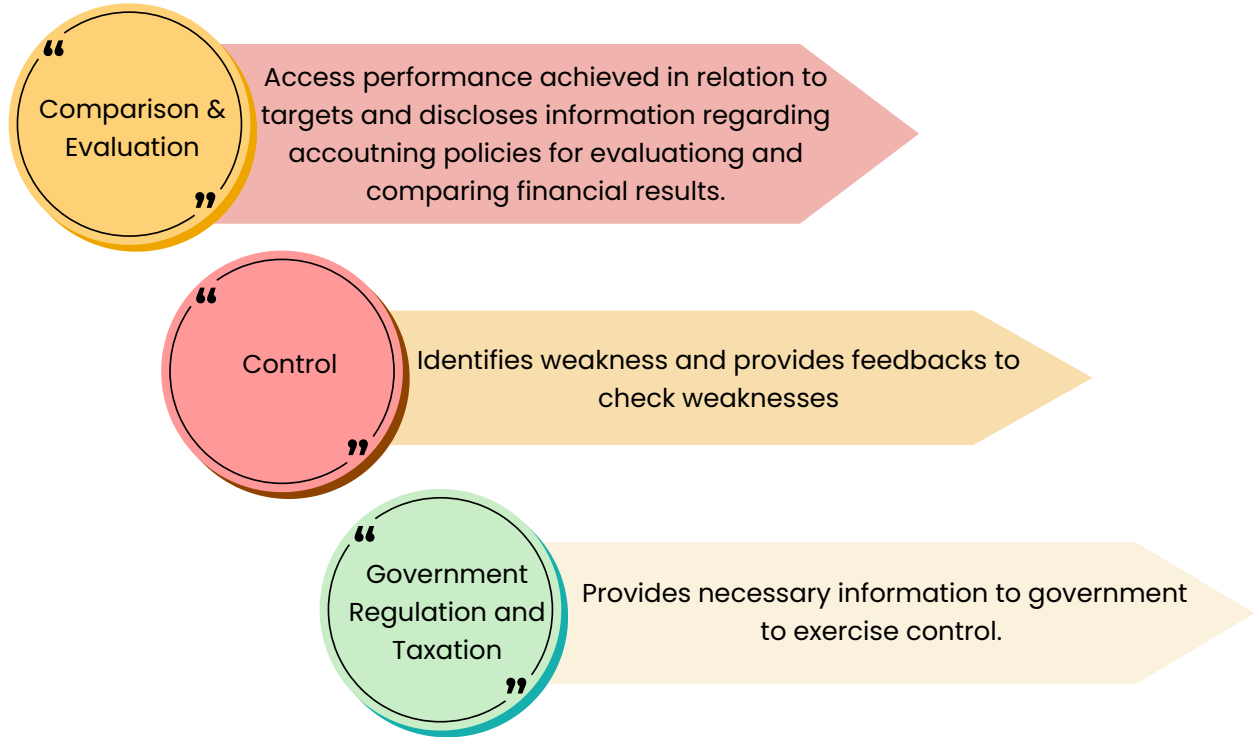 Comparison &
Evaluation
Access performance achieved in relation to
targets and discloses information regarding
accoutning policies for evaluationg and
comparing financial results.
Control
Identifies weakness and provides feedbacks to
check weaknesses
Government
Regulation and
Taxation
Provides necessary information to government
to exercise control.